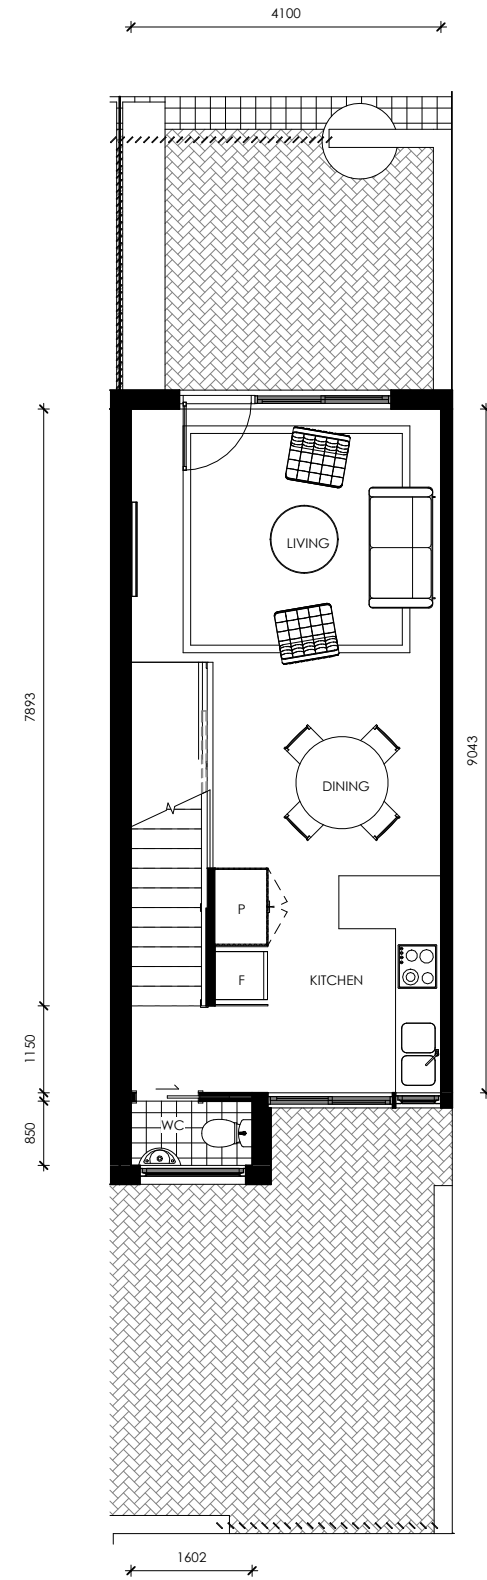 4100
LIVING
7893
9043
DINING
P
F
KITCHEN
1150
850
WC
1602